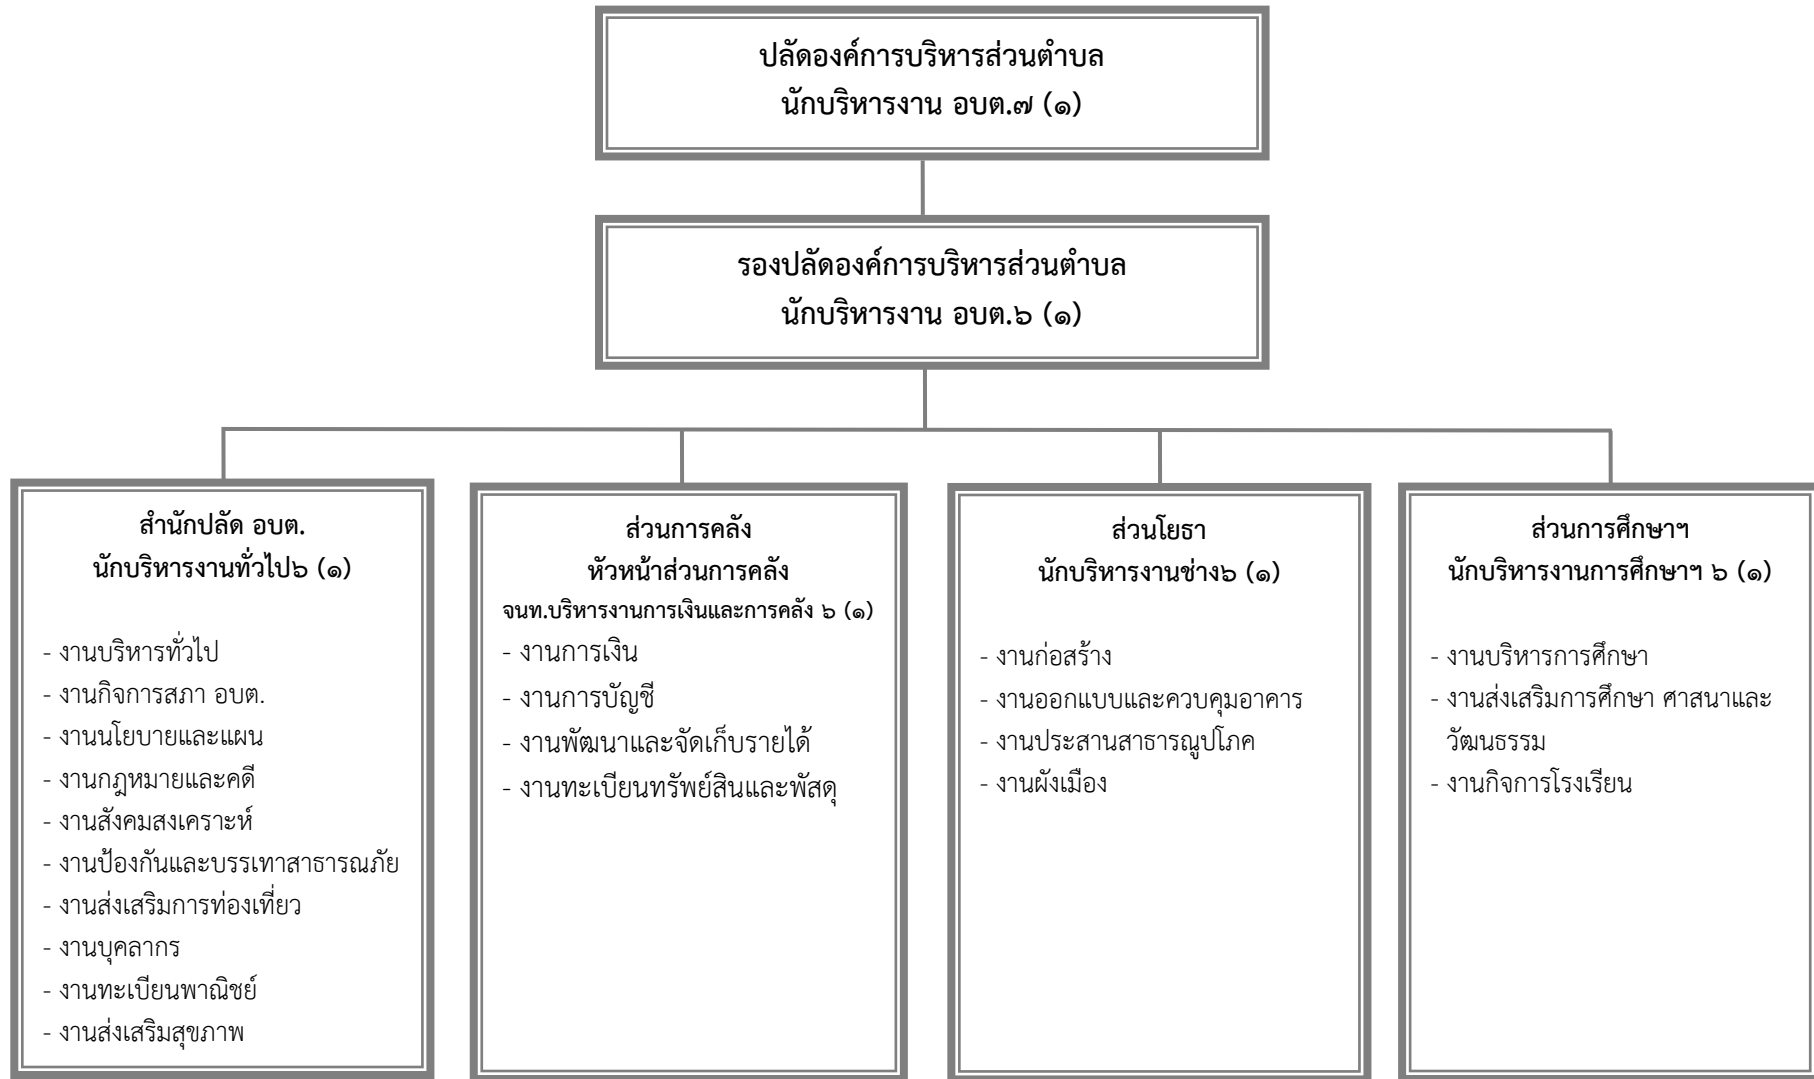 ปลัดองค์การบริหารส่วนตำบล
นักบริหารงาน อบต.๗ (๑)
รองปลัดองค์การบริหารส่วนตำบล
นักบริหารงาน อบต.๖ (๑)
สำนักปลัด อบต.
นักบริหารงานทั่วไป๖ (๑)
- งานบริหารทั่วไป
- งานกิจการสภา อบต.
- งานนโยบายและแผน
- งานกฎหมายและคดี
- งานสังคมสงเคราะห์
- งานป้องกันและบรรเทาสาธารณภัย
- งานส่งเสริมการท่องเที่ยว
- งานบุคลากร
- งานทะเบียนพาณิชย์
- งานส่งเสริมสุขภาพ
ส่วนการคลัง
หัวหน้าส่วนการคลัง
จนท.บริหารงานการเงินและการคลัง ๖ (๑)
- งานการเงิน
- งานการบัญชี
- งานพัฒนาและจัดเก็บรายได้
- งานทะเบียนทรัพย์สินและพัสดุ
ส่วนโยธา
นักบริหารงานช่าง๖ (๑)
- งานก่อสร้าง
- งานออกแบบและควบคุมอาคาร
- งานประสานสาธารณูปโภค
- งานผังเมือง
ส่วนการศึกษาฯ
นักบริหารงานการศึกษาฯ ๖ (๑)
- งานบริหารการศึกษา
- งานส่งเสริมการศึกษา ศาสนาและ
วัฒนธรรม
- งานกิจการโรงเรียน